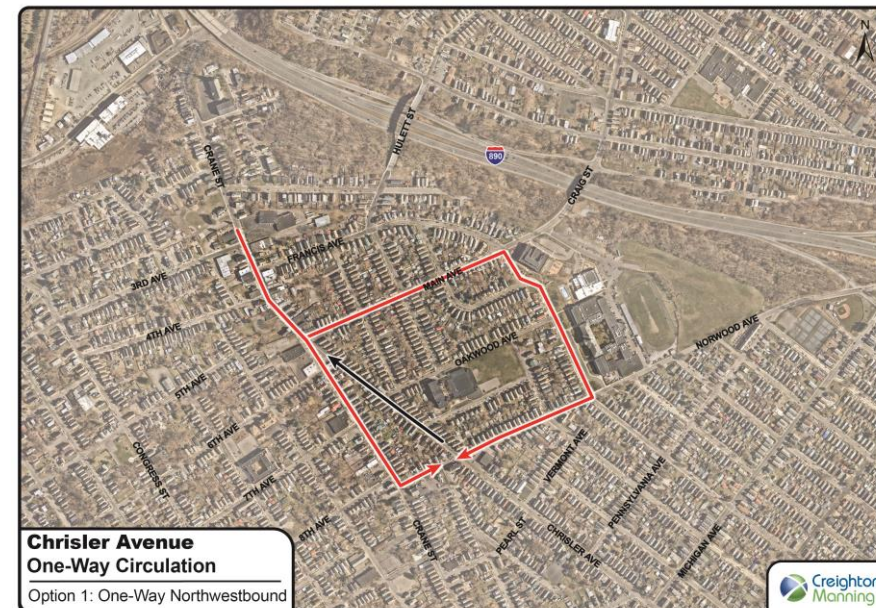 N
CRANE ST
HULETT ST
890
CRAIG ST
FRANCIS AVE
3RD AVE
MAIN AVE
4TH AVE
OAKWOOD AVE
NORWOOD AVE
5TH AVE
6TH AVE
CONGRESS ST
7TH AVE
VERMONT AVE
8TH AVE
CRANE ST
PEARL ST
CHRISLER AVE
PENNSYLVANIA AVE
MICHIGAN AVE
Chrisler Avenue
One-Way Circulation
Option 1: One-Way Northwestbound
Creighton
Manning